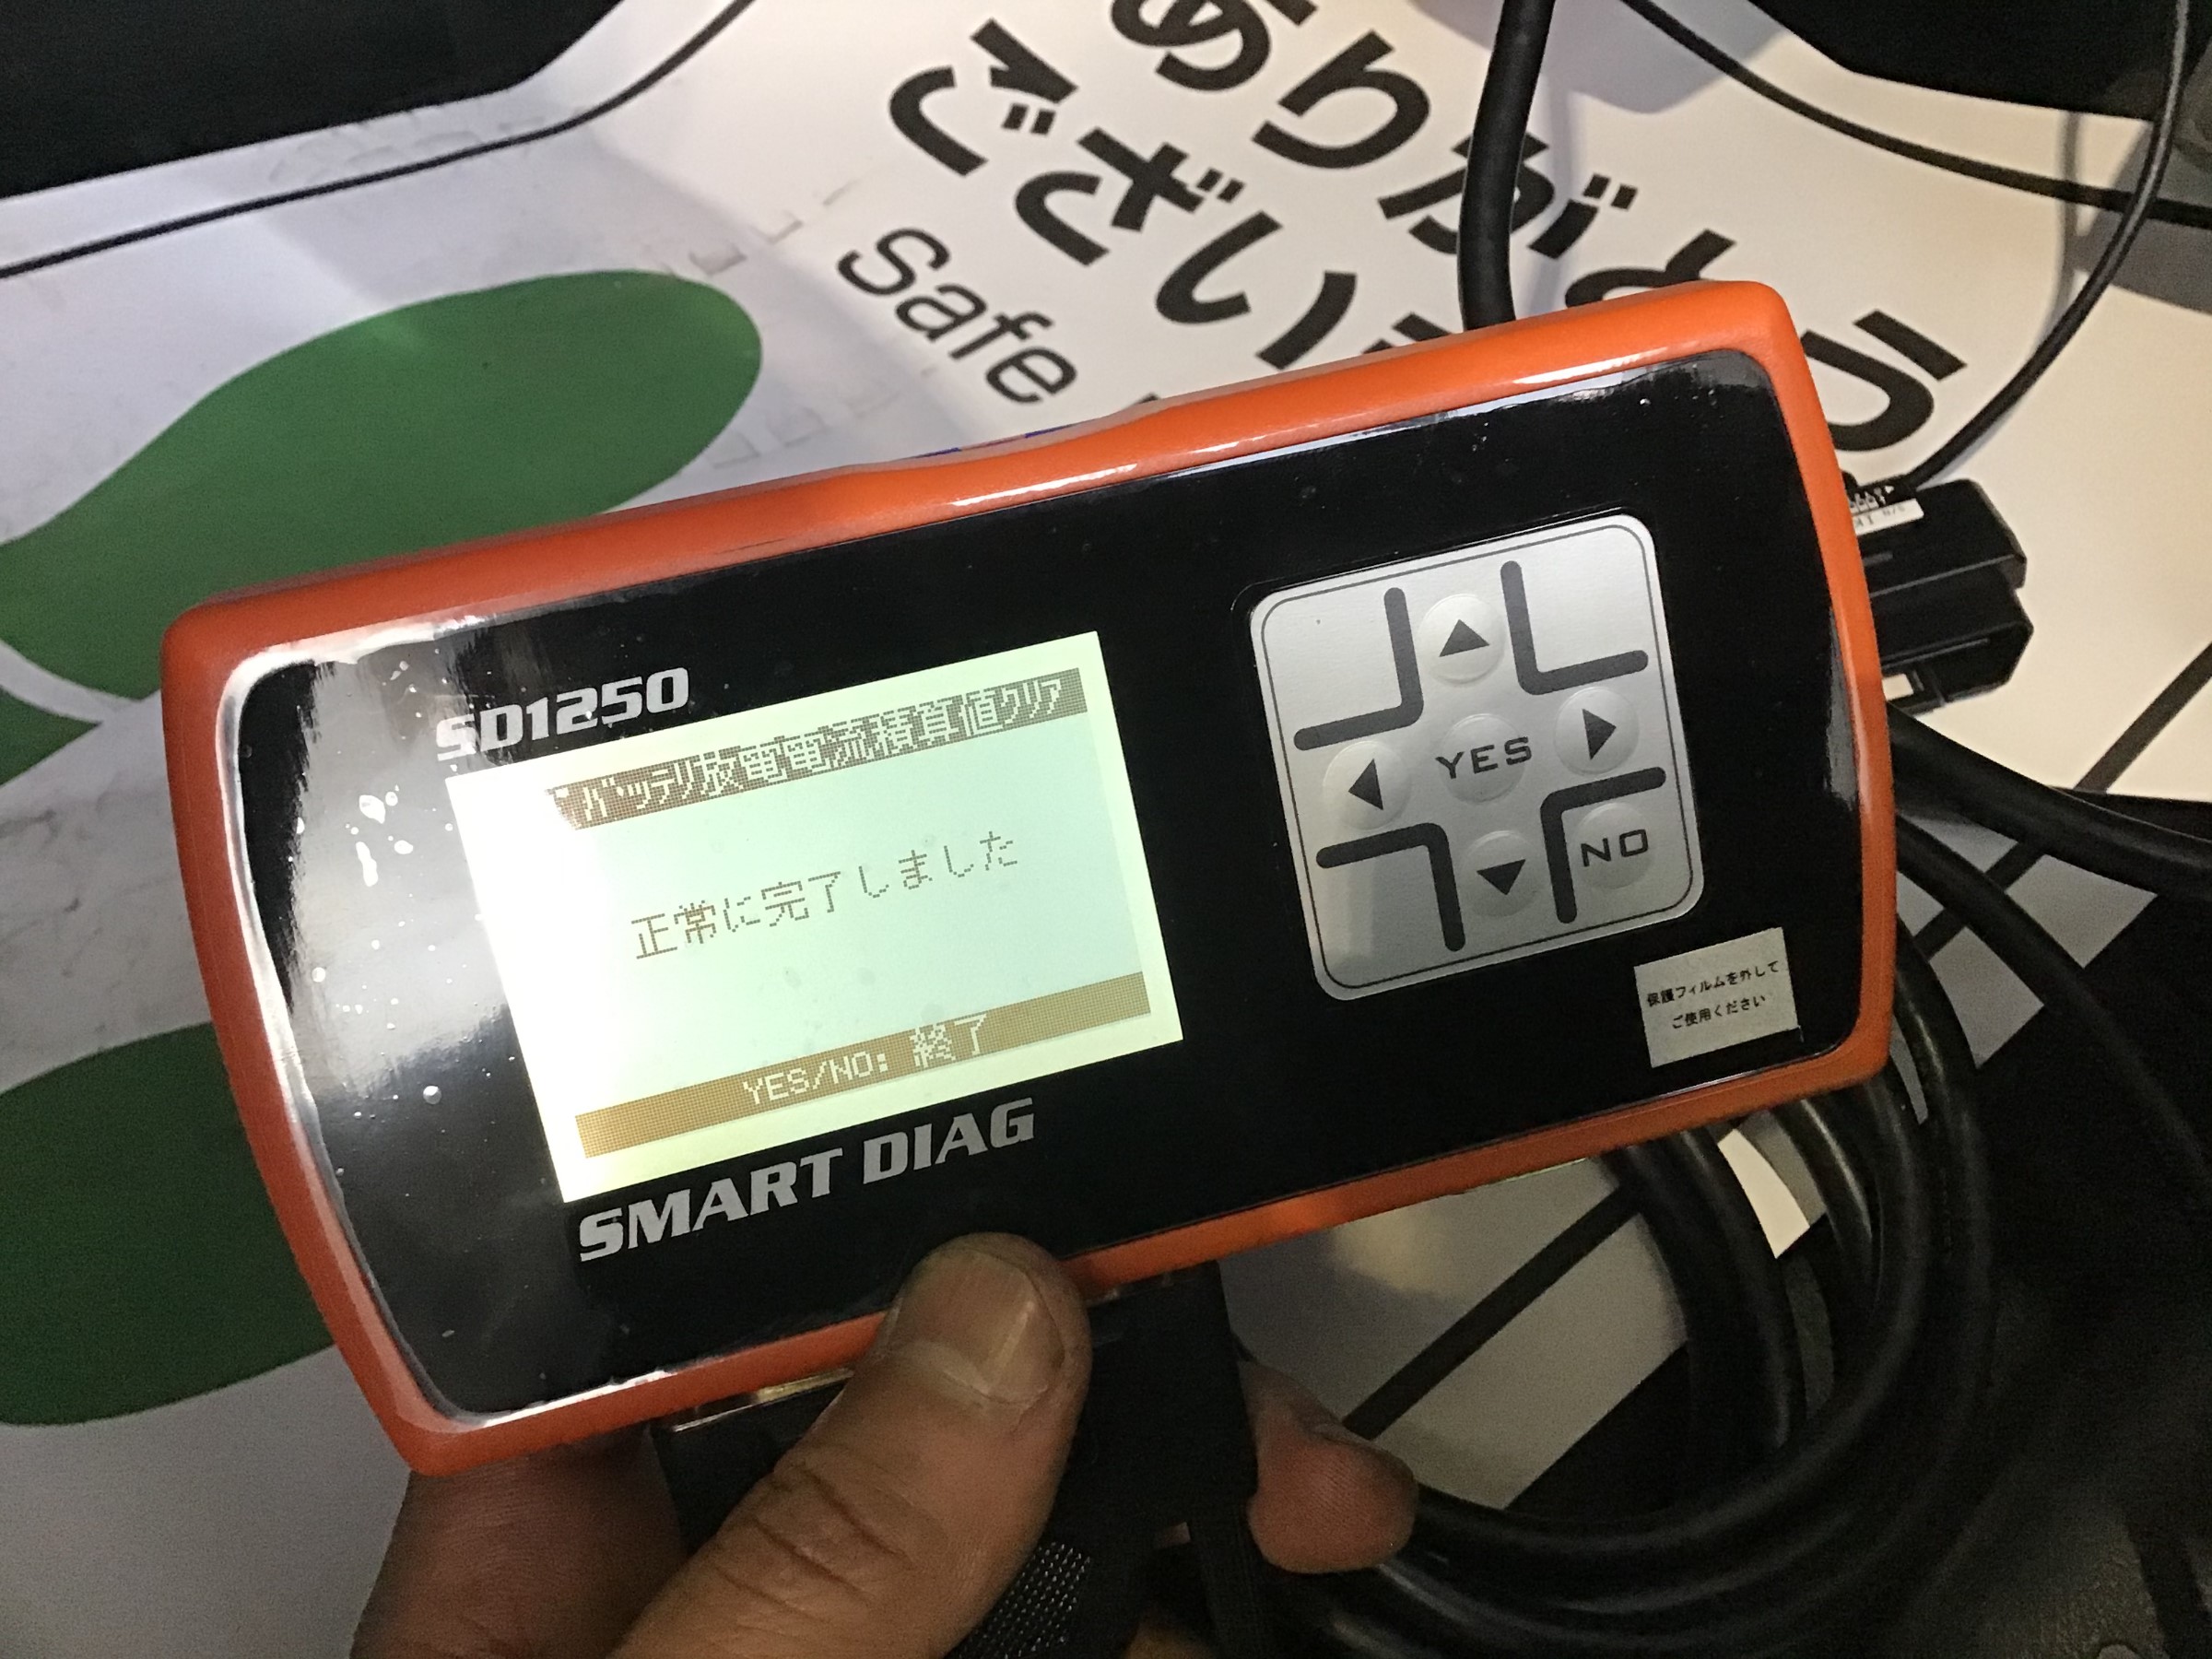 ありがとう
ござい
Safe
SD1250
バッテリ放電電流積算値クリア
正常に完了しました
YES/NO: 終了
SMART DIAG
YES
NO
保護フィルムを外して
ご使用ください